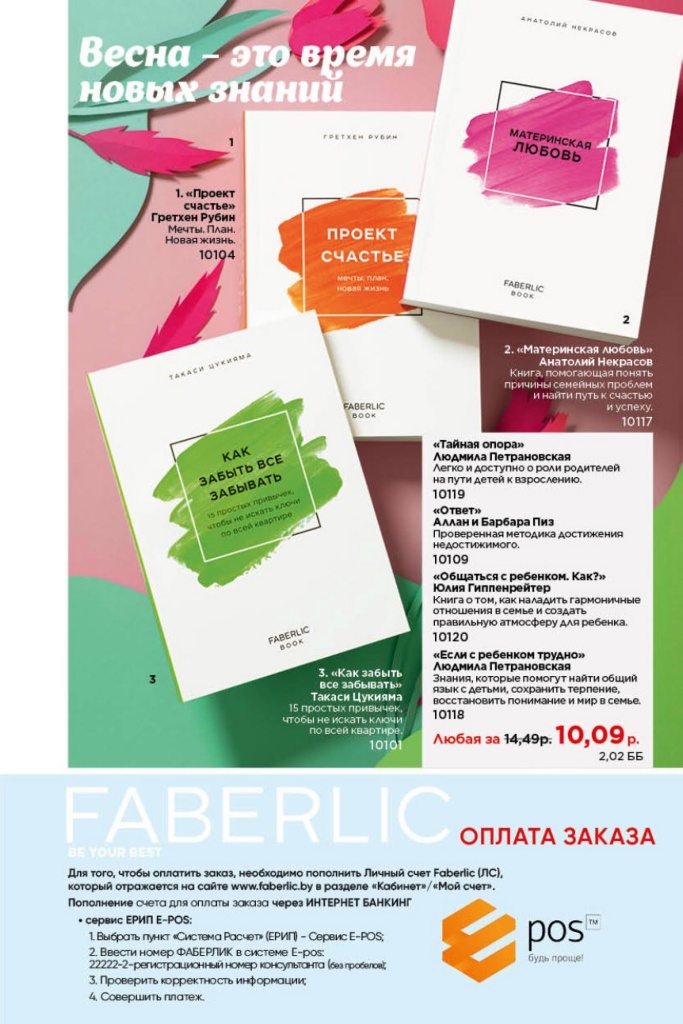 Весна – это время
новых знаний
1
1. «Проект
счастье»
Гретхен Рубин
Мечты. План.
Новая жизнь.
10104
ГРЕТХЕН РУБИН
ПРОЕКТ
СЧАСТЬЕ
мечты. план.
новая жизнь
FABERLIC
BOOK
АНАТОЛИЙ НЕКРАСОВ
МАТЕРИНСКАЯ
ЛЮБОВЬ
FABERLIC
BOOK
2
2. «Материнская любовь»
Анатолий Некрасов
Книга, помогающая понять
причины семейных проблем
и найти путь к счастью
и успеху.
10117
ТАКАСИ ЦУКИЯМА
КАК
ЗАБЫТЬ ВСЕ
ЗАБЫВАТЬ
15 простых привычек,
чтобы не искать ключи
по всей квартире
FABERLIC
BOOK
3
3. «Как забыть
все забывать»
Такаси Цукияма
15 простых привычек,
чтобы не искать ключи
по всей квартире.
10101
«Тайная опора»
Людмила Петрановская
Легко и доступно о роли родителей
на пути детей к взрослению.
10119
«Ответ»
Аллан и Барбара Пиз
Проверенная методика достижения
недостижимого.
10109
«Общаться с ребенком. Как?»
Юлия Гиппенрейтер
Книга о том, как наладить гармоничные
отношения в семье и создать
правильную атмосферу для ребенка.
10120
«Если с ребенком трудно»
Людмила Петрановская
Знания, которые помогут найти общий
язык с детьми, сохранить терпение,
восстановить понимание и мир в семье.
10118
Любая за 14,49р. 10,09 р.
2,02 ББ
FABERLIC
BE YOUR BEST
ОПЛАТА ЗАКАЗА
Для того, чтобы оплатить заказ, необходимо пополнить Личный счет Faberlic (ЛС),
который отражается на сайте www.faberlic.by в разделе «Кабинет»/«Мой счет».
Пополнение счета для оплаты заказа через ИНТЕРНЕТ БАНКИНГ
• сервис ЕРИП E-POS:
1. Выбрать пункт «Система Расчет» (ЕРИП) - Сервис E-POS;
2. Ввести номер ФАБЕРЛИК в системе E-pos:
22222-2-регистрационный номер консультанта (без пробелов);
3. Проверить корректность информации;
4. Совершить платеж.
pos™
будь проще!